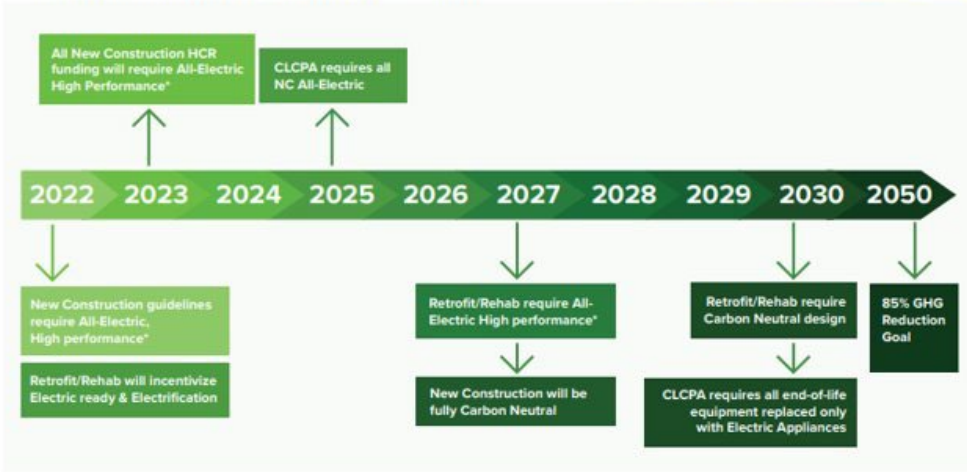 All New Construction HCR
funding will require All-Electric
High Performance*
CLCPA requires all
NC All-Electric
2022 2023 2024 2025 2026 2027 2028 2029 2030 2050
New Construction guidelines
require All-Electric,
High performance*
Retrofit/Rehab will incentivize
Electric ready & Electrification
Retrofit/Rehab require All-
Electric High performance*
New Construction will be
fully Carbon Neutral
Retrofit/Rehab require
Carbon Neutral design
CLCPA requires all end-of-life
equipment replaced only
with Electric Appliances
85% GHG
Reduction
Goal